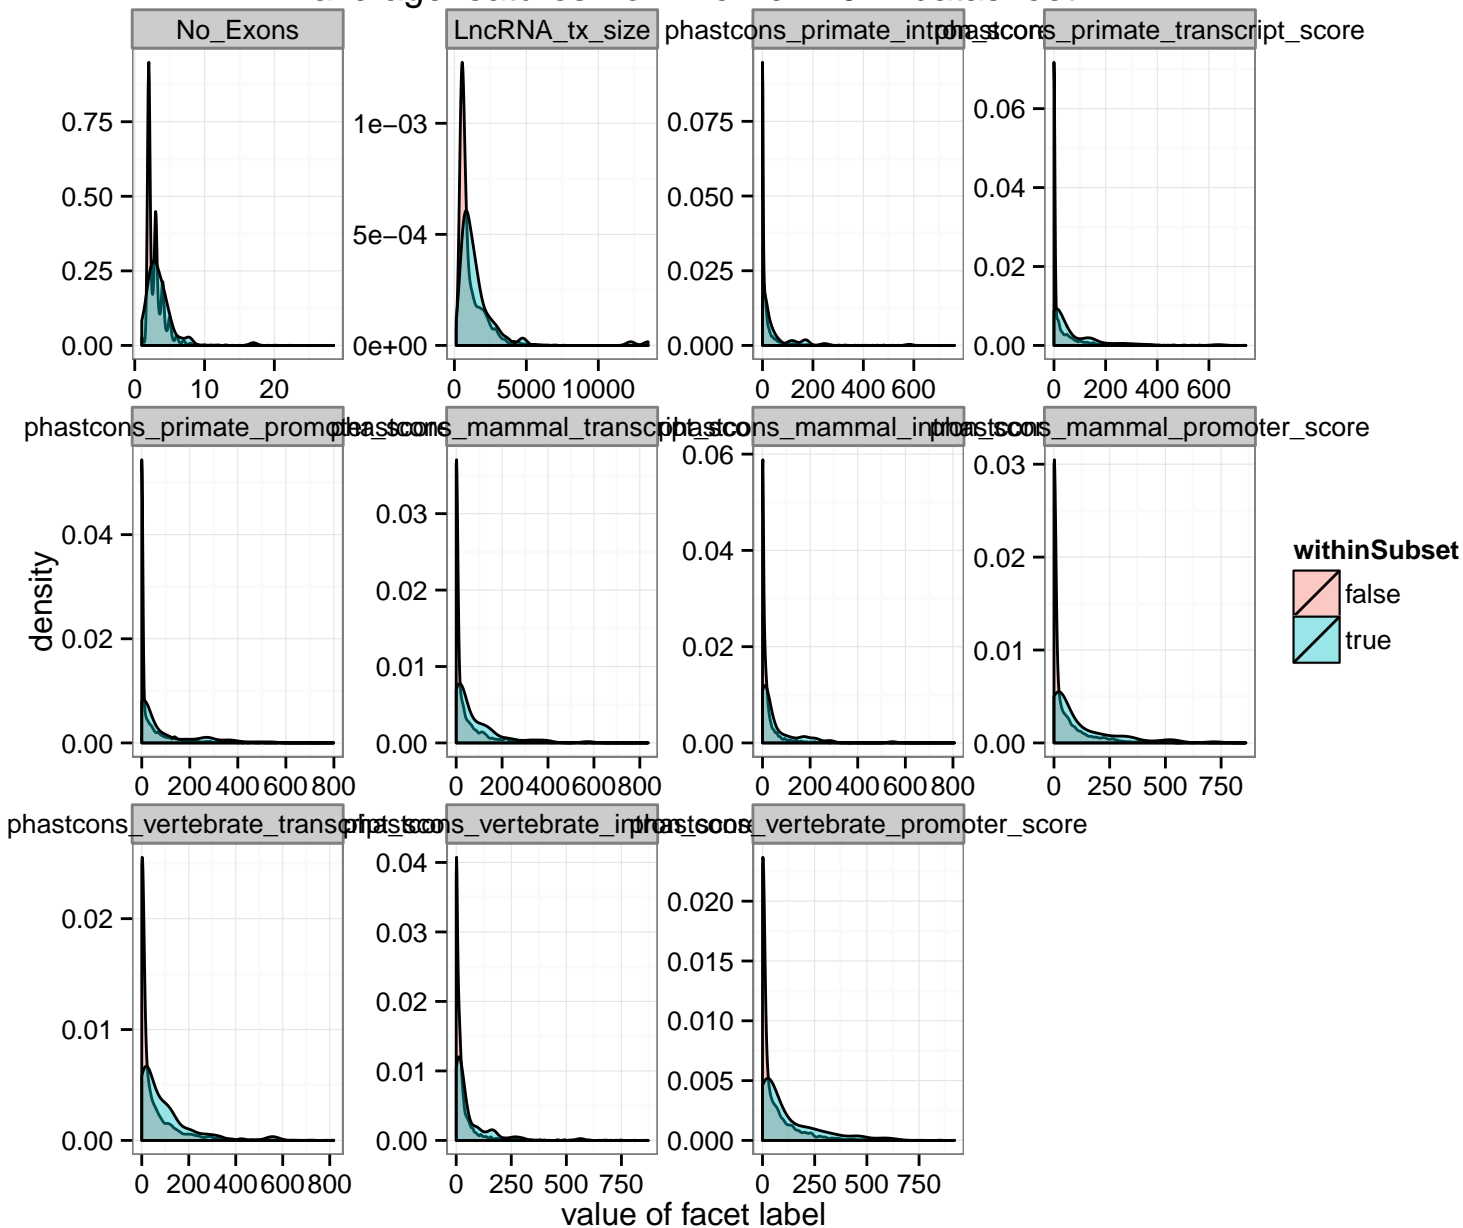 No_Exons
LncRNA_tx_size
phastcons_primate_intron_score
phastcons_primate_transcript_score
0.75
0.50
0.25
0.00
0 10 20
1e−03
5e−04
0e+00
0 5000 10000
0.075
0.050
0.025
0.000
0 200 400 600
0.06
0.04
0.02
0.00
0 200 400 600
phastcons_primate_promoter_score
phastcons_mammal_transcript_score
phastcons_mammal_intron_score
phastcons_mammal_promoter_score
0.04
0.02
0.00
0 200 400 600 800
0.03
0.02
0.01
0.00
0 200 400 600 800
0.06
0.04
0.02
0.00
0 200 400 600 800
0.03
0.02
0.01
0.00
0 250 500 750
density
withinSubset
false
true
phastcons_vertebrate_transcript_score
phastcons_vertebrate_intron_score
phastcons_vertebrate_promoter_score
0.02
0.01
0.00
0 200 400 600 800
0.04
0.03
0.02
0.01
0.00
0 250 500 750
0.020
0.015
0.010
0.005
0.000
0 250 500 750
value of facet label